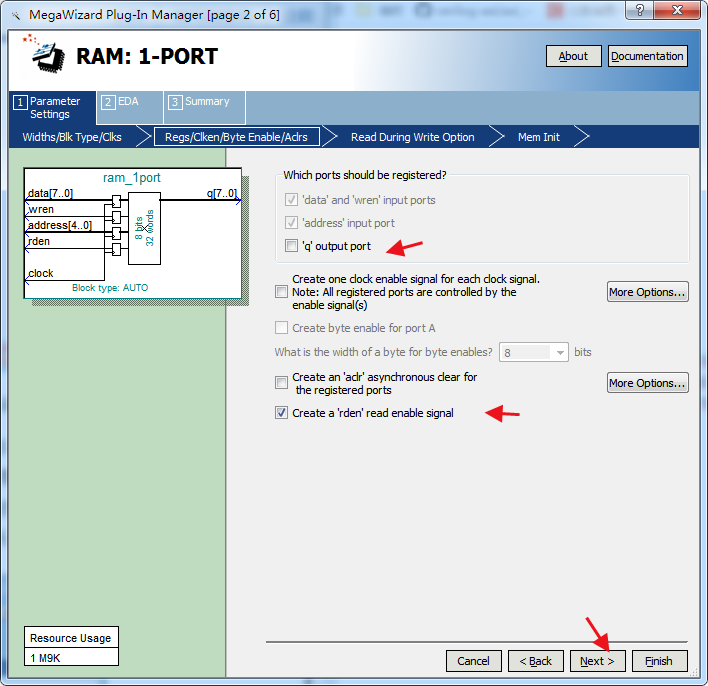 MegaWizard Plug-In Manager [page 2 of 6]
RAM: 1-PORT
About
Documentation
1 Parameter
Settings
2 EDA
3 Summary
Widths/Blk Type/Clks
Regs/Clken/Byte Enable/Aclrs
Read During Write Option
Mem Init
ram_1port
data[7..0]
q[7..0]
wren
address[4..0]
rden
8 bits
32 words
clock
Block type: AUTO
Which ports should be registered?
'data' and 'wren' input ports
'address' input port
'q' output port
Create one clock enable signal for each clock signal.
Note: All registered ports are controlled by the
enable signal(s)
More Options...
Create byte enable for port A
What is the width of a byte for byte enables?
8
bits
Create an 'aclr' asynchronous clear for
the registered ports
More Options...
Create a 'rden' read enable signal
Resource Usage
1 M9K
Cancel
< Back
Next >
Finish